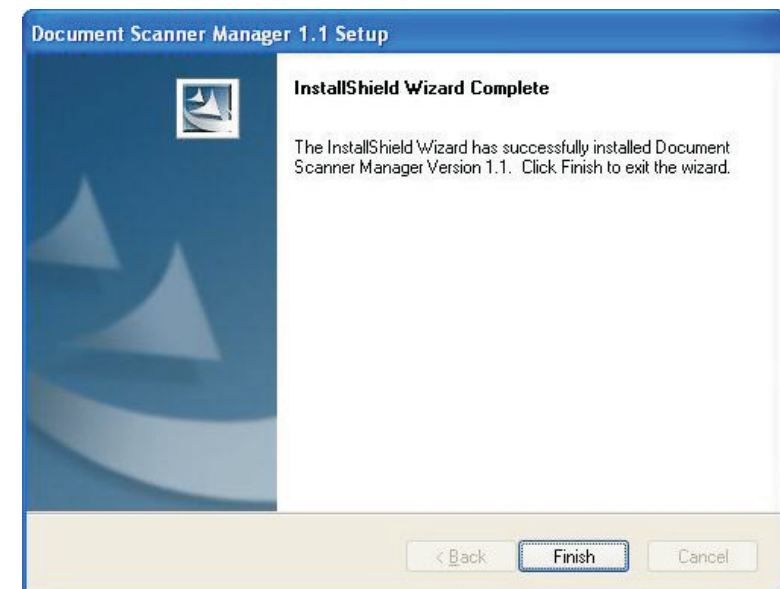 Document Scanner Manager 1.1 Setup
InstallShield Wizard Complete
The InstallShield Wizard has successfully installed Document
Scanner Manager Version 1.1. Click Finish to exit the wizard.
< Back Finish Cancel